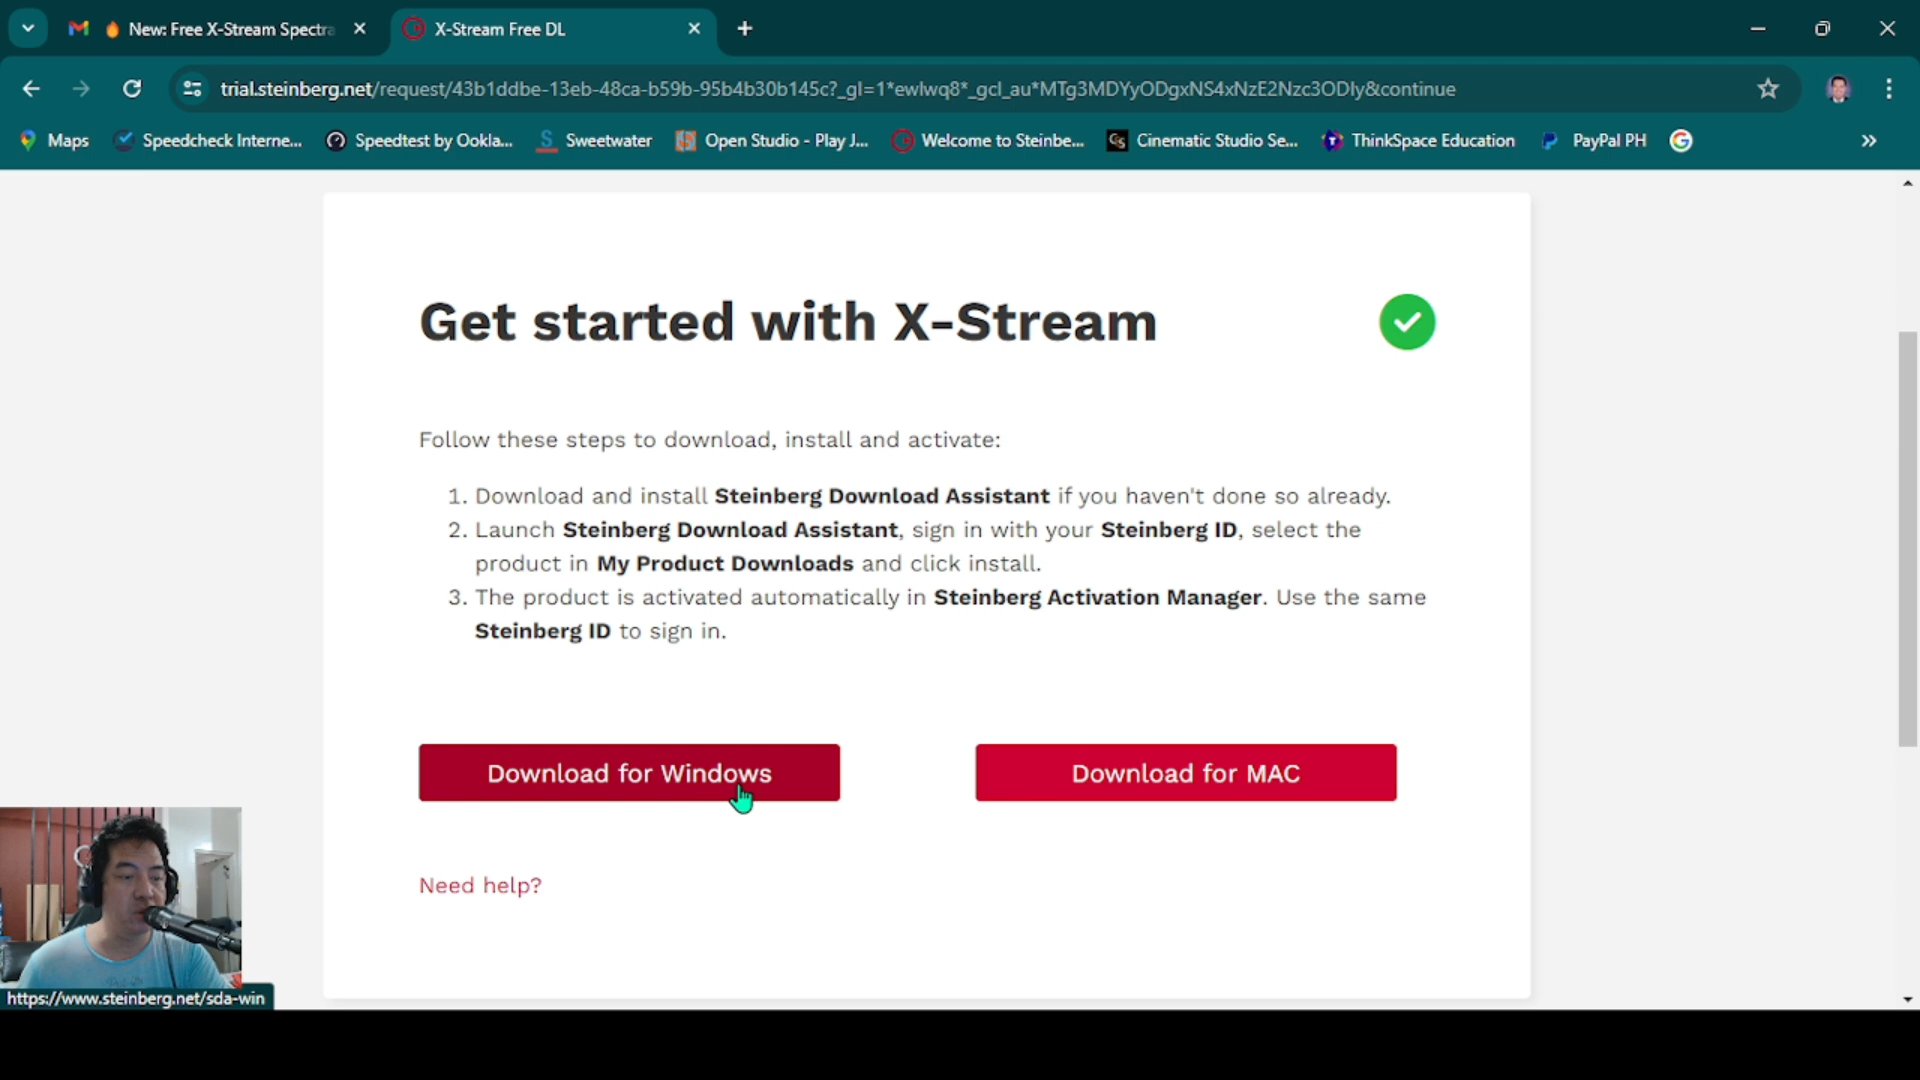 New: Free X-Stream Spectra
X-Stream Free DL
trial.steinberg.net/request/43b1ddbe-13eb-48ca-b59b-95b4b30b145c?_gl=1*ewlwq8*_gcl_au*MTg3MDYyODgxNS4xNzE2Nzc3ODIy&continue
Maps
Speedcheck Interne...
Speedtest by Ookla...
Sweetwater
Open Studio - Play J...
Welcome to Steinbe...
Cinematic Studio Se...
ThinkSpace Education
PayPal PH
Get started with X-Stream
Follow these steps to download, install and activate:
1. Download and install Steinberg Download Assistant if you haven't done so already.
2. Launch Steinberg Download Assistant, sign in with your Steinberg ID, select the
product in My Product Downloads and click install.
3. The product is activated automatically in Steinberg Activation Manager. Use the same
Steinberg ID to sign in.
Download for Windows
Download for MAC
Need help?
https://www.steinberg.net/sda-win